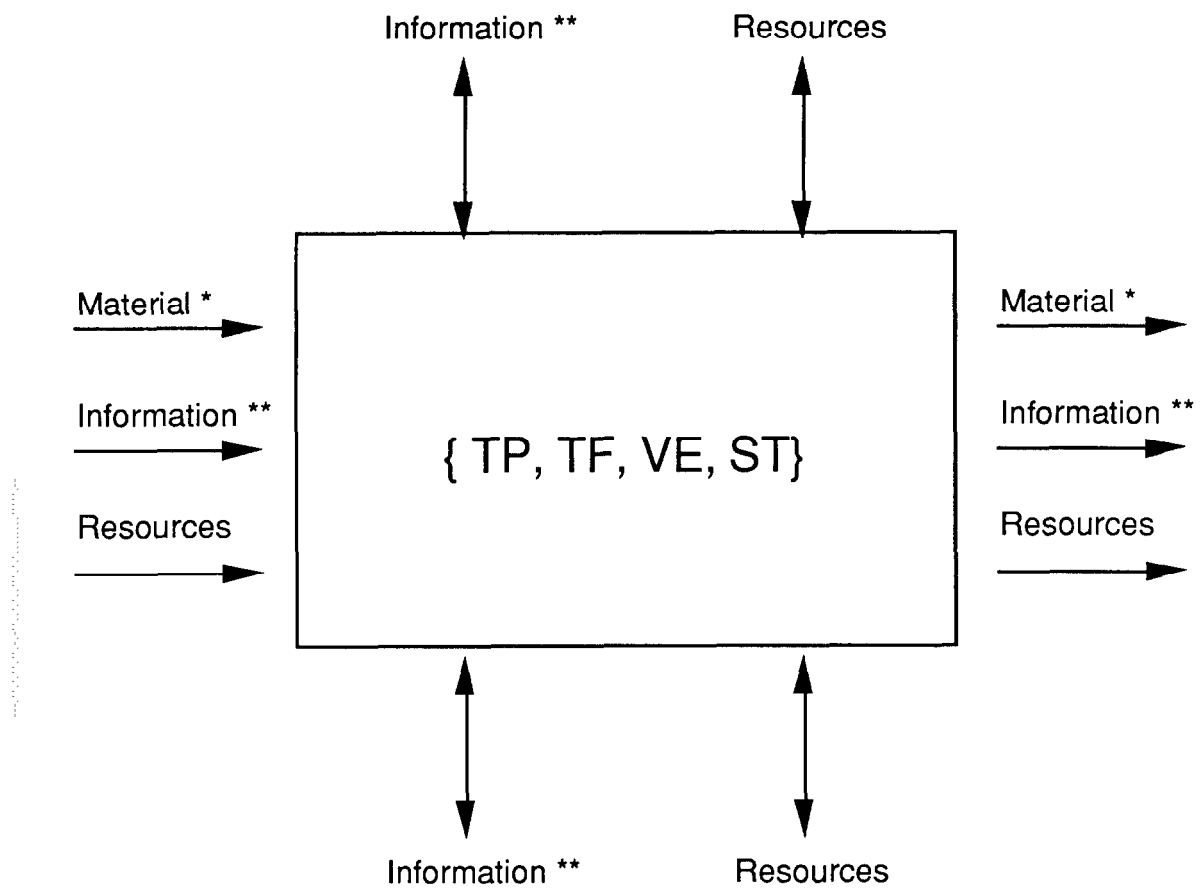 Information ** Resources
Material * Material *
Information ** Information **
{ TP, TF, VE, ST}
Resources Resources
Information ** Resources